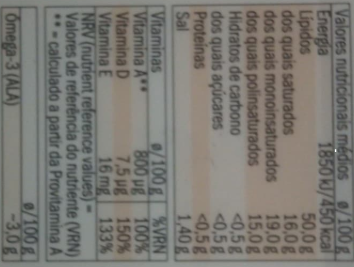 Valores nutricionais médios ø/100 g
Energia 1850 kJ/450 kcal
Lípidos 50.0 g
dos quais saturados 16.0 g
dos quais monoinsaturados 19.0 g
dos quais polinsaturados 15.0 g
Hidratos de carbono <0,5 g
dos quais açúcares <0,5 g
Proteínas <0,5 g
Sal 1,40 g
Vitaminas ø/100 g %VRN
Vitamina A** 800 µg 100%
Vitamina D 7,5 µg 150%
Vitamina E 16 mg 133%
NRV (nutrient reference values) =
Valores de referência do nutriente (VRN)
** = calculado a partir da Provitamina A
ø/100 g
Ómega-3 (ALA) ~3,0 g